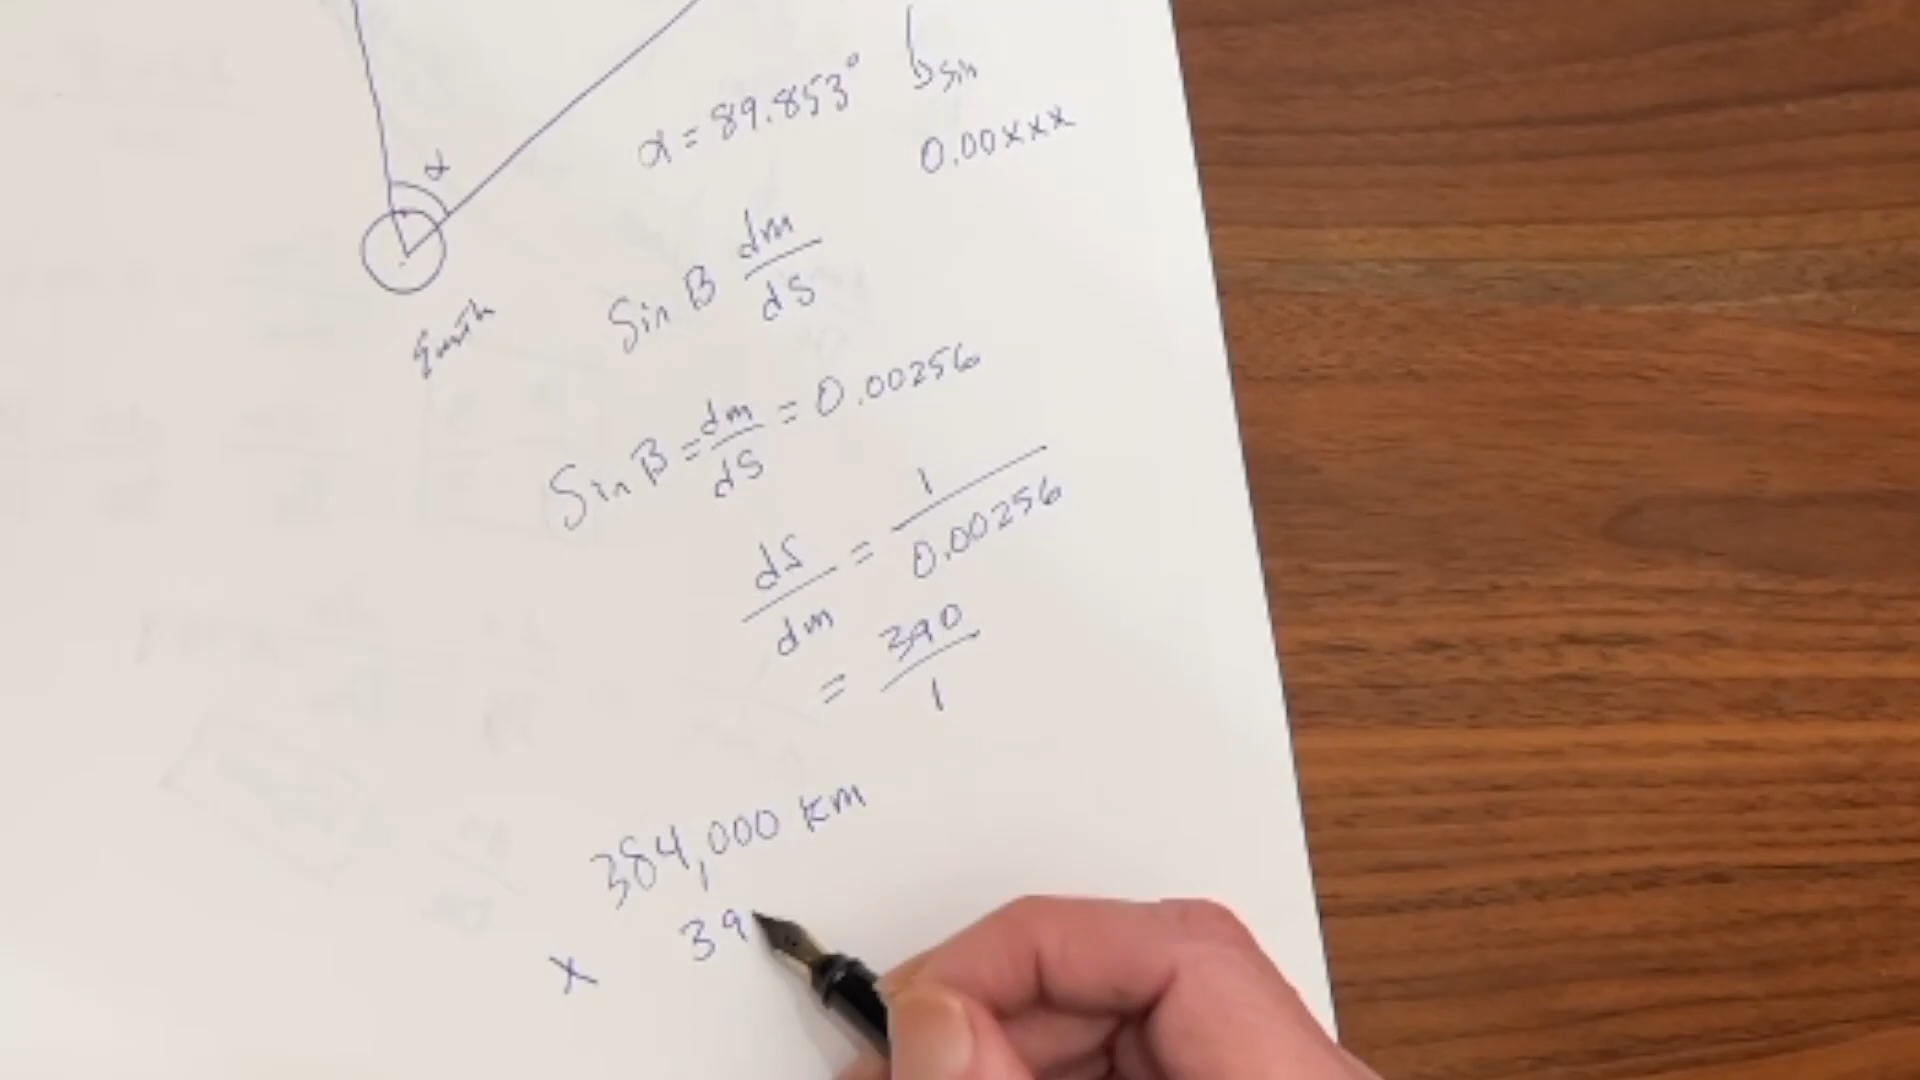 α = 89.853°
sin
0.00xxx
α
Sin B dm
dS
Earth
Sin B = dm = 0.00256
dS
dS = 1
dm 0.00256
= 390
1
384,000 km
x 39